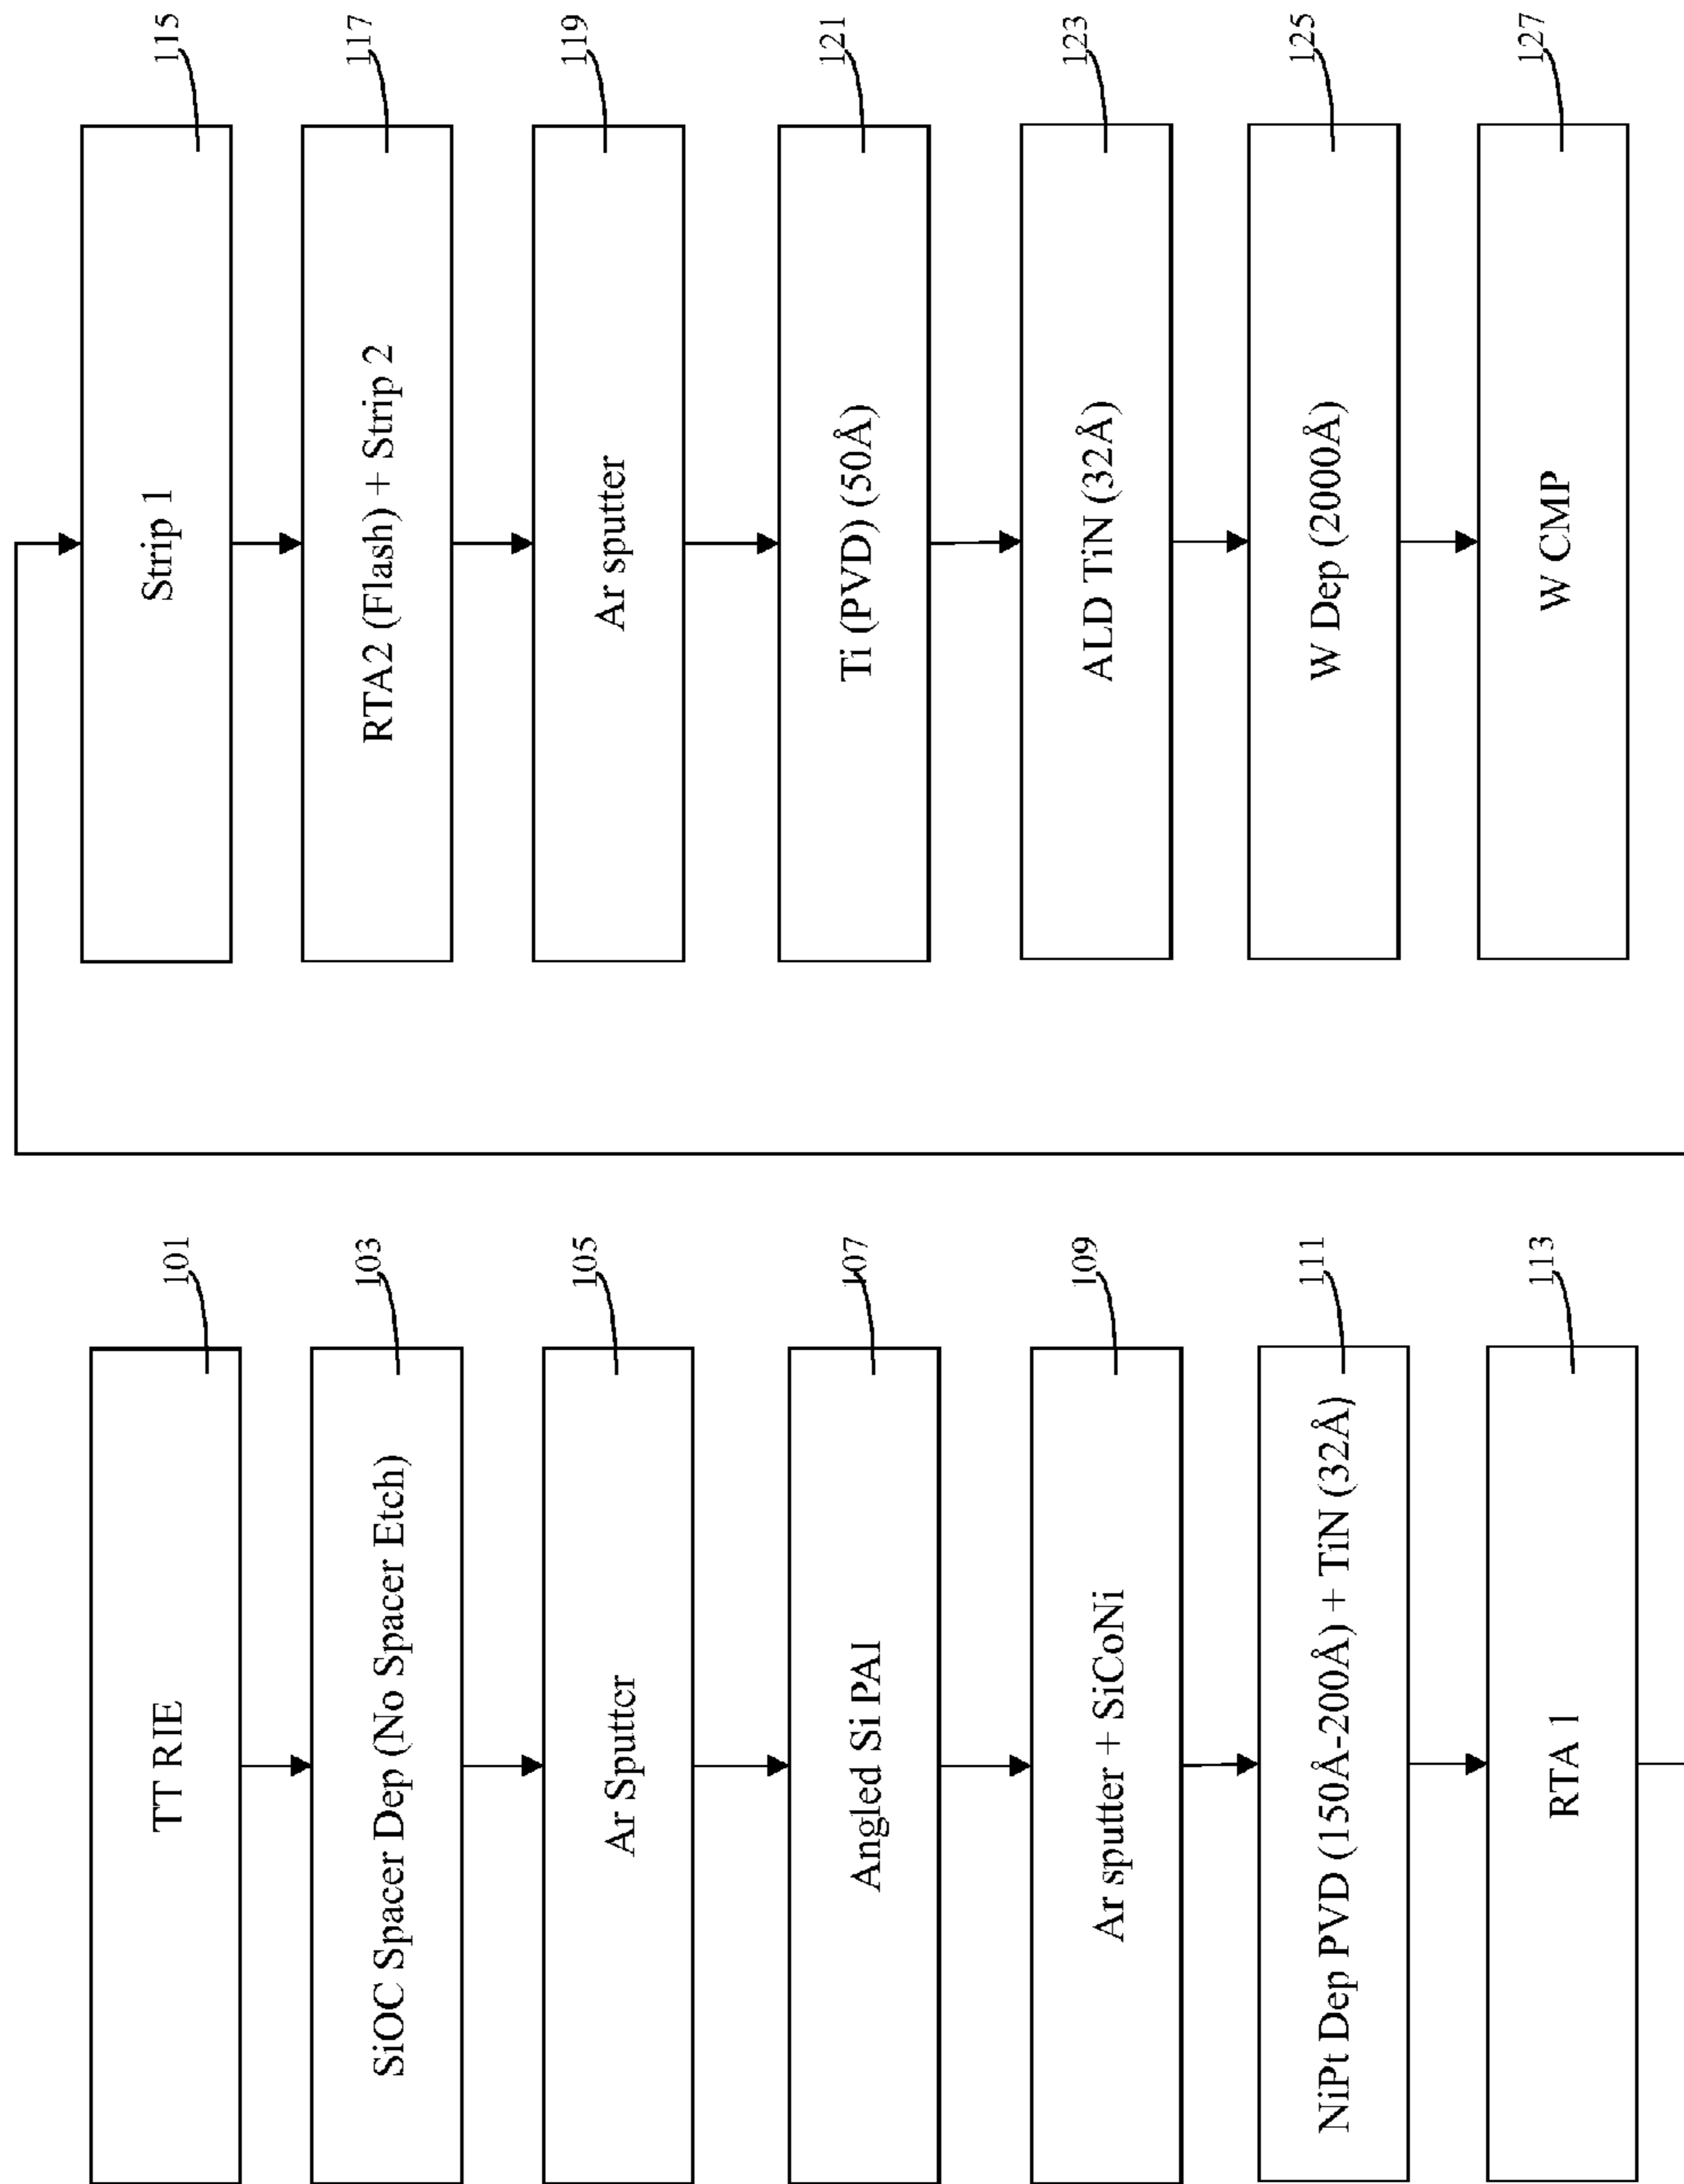 101
TT RIE
103
SiOC Spacer Dep (No Spacer Etch)
105
Ar Sputter
107
Angled Si PAI
109
Ar sputter + SiCoNi
111
NiPt Dep PVD (150Å-200Å) + TiN (32Å)
113
RTA 1
115
Strip 1
117
RTA2 (Flash) + Strip 2
119
Ar sputter
121
Ti (PVD) (50Å)
123
ALD TiN (32Å)
125
W Dep (2000Å)
127
W CMP